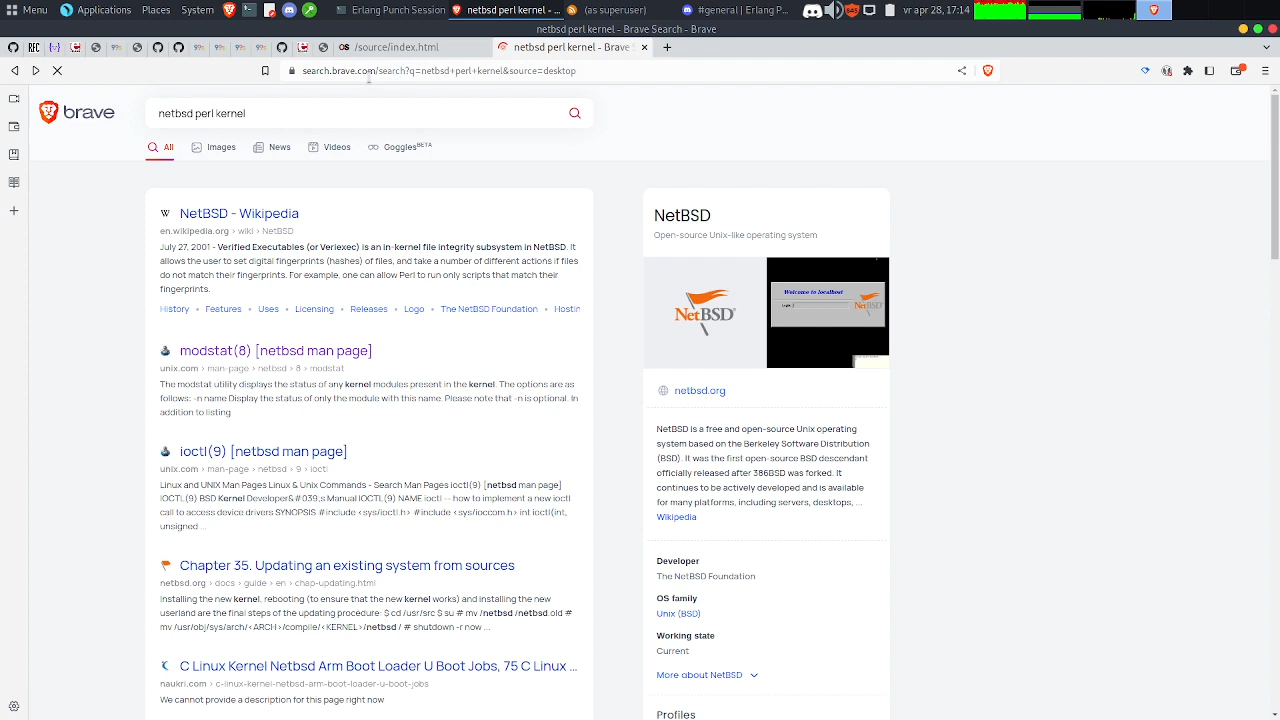 Menu Applications Places System Erlang Punch Session netbsd perl kernel - ... (as superuser) #general | Erlang P... vr apr 28, 17:14
netbsd perl kernel - Brave Search - Brave
/source/index.html netbsd perl kernel - Brave S
search.brave.com/search?q=netbsd+perl+kernel&source=desktop
brave
netbsd perl kernel
All Images News Videos Goggles BETA
NetBSD - Wikipedia
en.wikipedia.org › wiki › NetBSD
July 27, 2001 - Verified Executables (or Veriexec) is an in-kernel file integrity subsystem in NetBSD. It
allows the user to set digital fingerprints (hashes) of files, and take a number of different actions if files
do not match their fingerprints. For example, one can allow Perl to run only scripts that match their
fingerprints.
History • Features • Uses • Licensing • Releases • Logo • The NetBSD Foundation • Hostin
modstat(8) [netbsd man page]
unix.com › man-page › netbsd › 8 › modstat
The modstat utility displays the status of any kernel modules present in the kernel. The options are as
follows: -n name Display the status of only the module with this name. Please note that -n is optional. In
addition to listing
ioctl(9) [netbsd man page]
unix.com › man-page › netbsd › 9 › ioctl
Linux and UNIX Man Pages Linux & Unix Commands - Search Man Pages ioctl(9) [netbsd man page]
IOCTL(9) BSD Kernel Developer&#039;s Manual IOCTL(9) NAME ioctl -- how to implement a new ioctl
call to access device drivers SYNOPSIS #include <sys/ioctl.h> #include <sys/ioccom.h> int ioctl(int,
unsigned ...
Chapter 35. Updating an existing system from sources
netbsd.org › docs › guide › en › chap-updating.html
Installing the new kernel, rebooting (to ensure that the new kernel works) and installing the new
userland are the final steps of the updating procedure: $ cd /usr/src $ su # mv /netbsd /netbsd.old #
mv /usr/obj/sys/arch/<ARCH>/compile/<KERNEL>/netbsd / # shutdown -r now ...
C Linux Kernel Netbsd Arm Boot Loader U Boot Jobs, 75 C Linux ...
naukri.com › c-linux-kernel-netbsd-arm-boot-loader-u-boot-jobs
We cannot provide a description for this page right now
NetBSD
Open-source Unix-like operating system
NetBSD
Welcome to localhost
netbsd.org
NetBSD is a free and open-source Unix operating
system based on the Berkeley Software Distribution
(BSD). It was the first open-source BSD descendant
officially released after 386BSD was forked. It
continues to be actively developed and is available
for many platforms, including servers, desktops, ...
Wikipedia
Developer
The NetBSD Foundation
OS family
Unix (BSD)
Working state
Current
More about NetBSD
Profiles